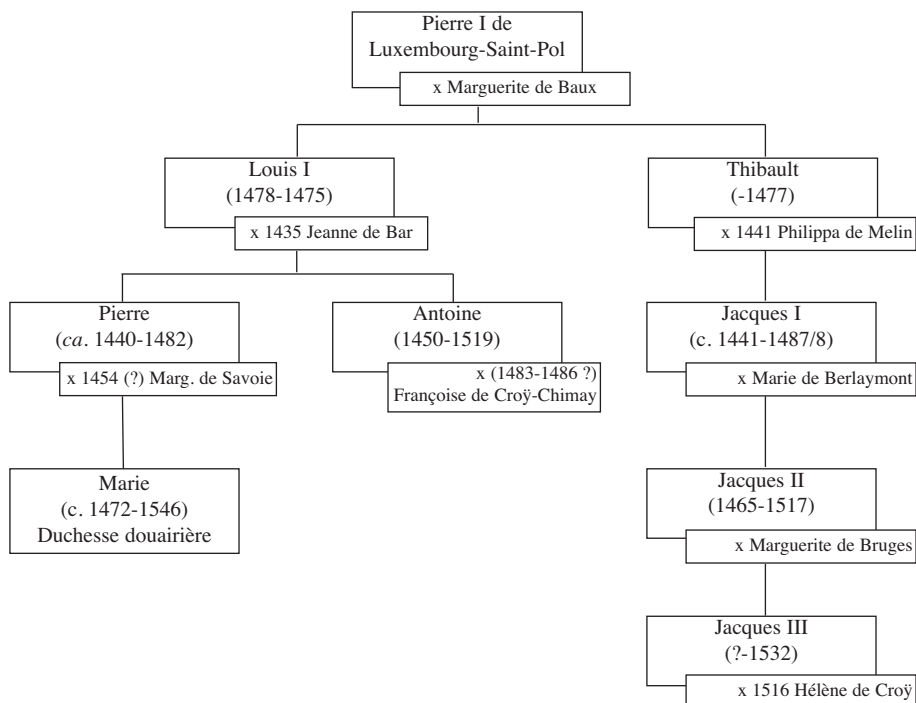 Pierre I de
Luxembourg-Saint-Pol
x Marguerite de Baux
Louis I
(1478-1475)
x 1435 Jeanne de Bar
Thibault
(-1477)
x 1441 Philippa de Melin
Pierre
(ca. 1440-1482)
x 1454 (?) Marg. de Savoie
Antoine
(1450-1519)
x (1483-1486 ?)
Françoise de Croÿ-Chimay
Jacques I
(c. 1441-1487/8)
x Marie de Berlaymont
Marie
(c. 1472-1546)
Duchesse douairière
Jacques II
(1465-1517)
x Marguerite de Bruges
Jacques III
(?-1532)
x 1516 Hélène de Croÿ